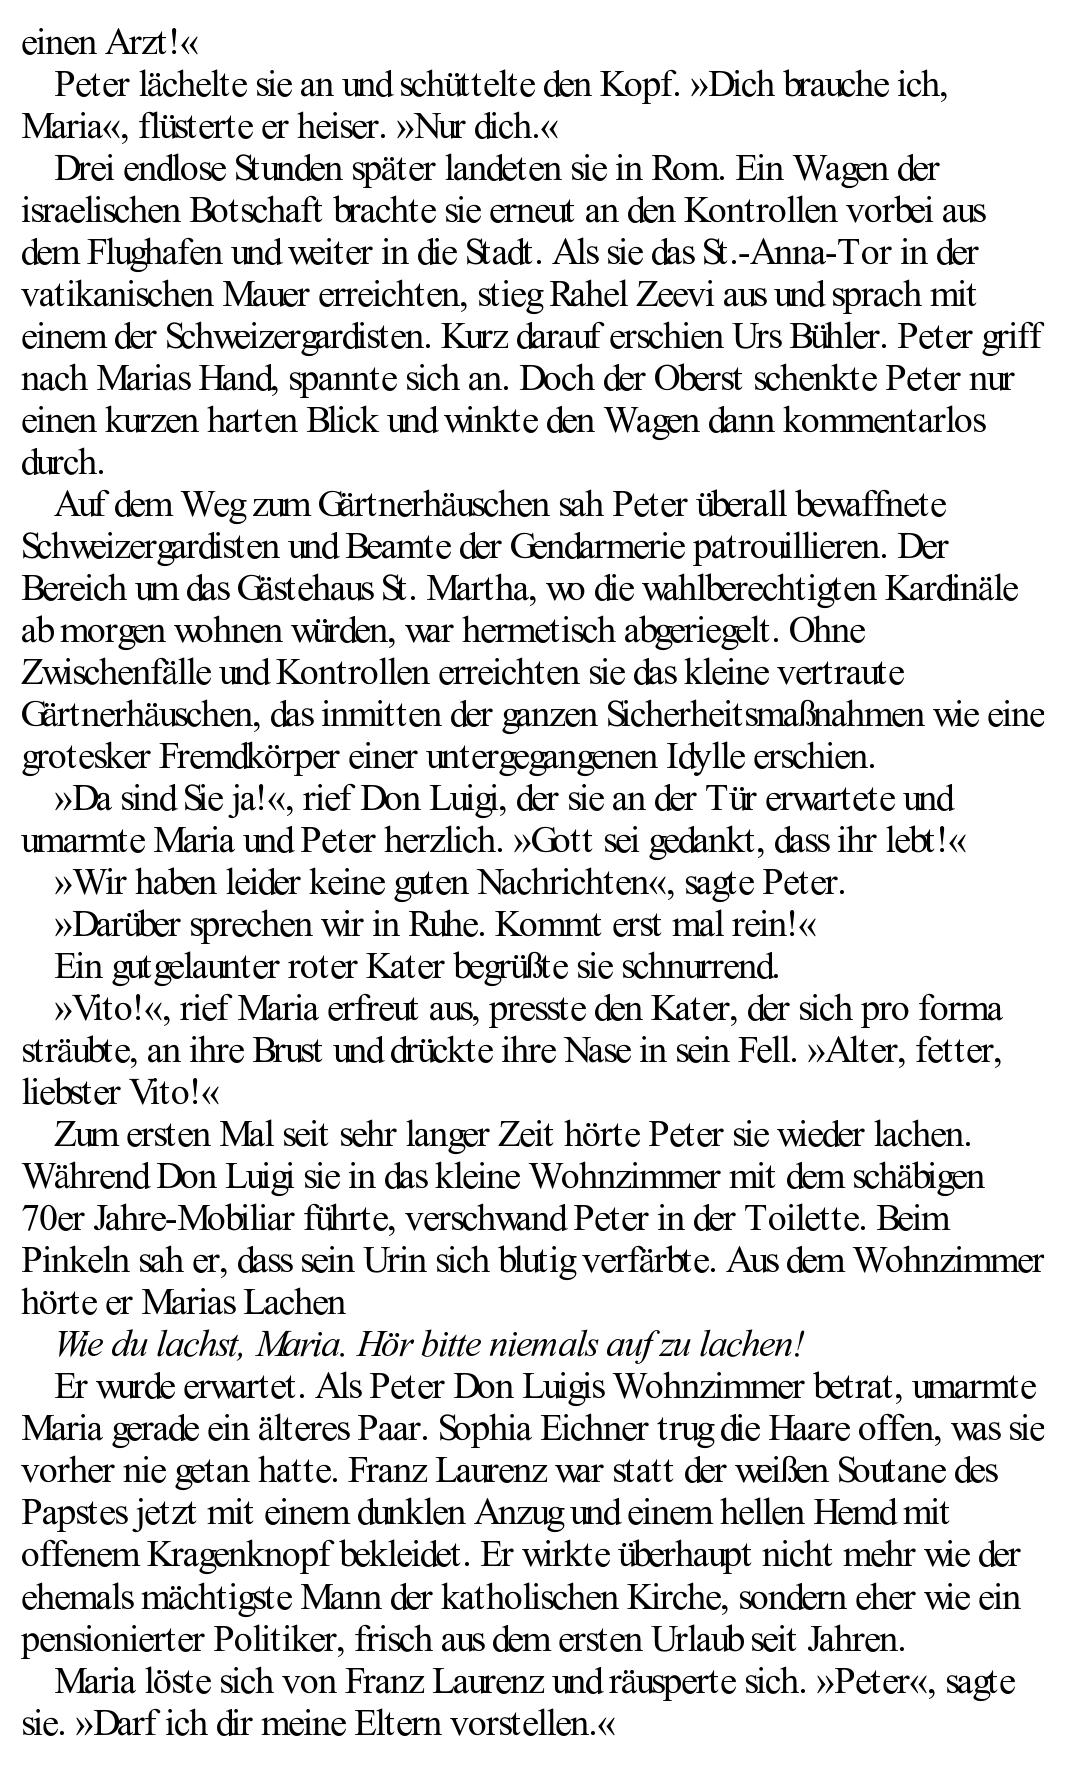 einen Arzt!«
Peter lächelte sie an und schüttelte den Kopf. »Dich brauche ich,
Maria«, flüsterte er heiser. »Nur dich.«
Drei endlose Stunden später landeten sie in Rom. Ein Wagen der
israelischen Botschaft brachte sie erneut an den Kontrollen vorbei aus
dem Flughafen und weiter in die Stadt. Als sie das St.-Anna-Tor in der
vatikanischen Mauer erreichten, stieg Rahel Zeevi aus und sprach mit
einem der Schweizergardisten. Kurz darauf erschien Urs Bühler. Peter griff
nach Marias Hand, spannte sich an. Doch der Oberst schenkte Peter nur
einen kurzen harten Blick und winkte den Wagen dann kommentarlos
durch.
Auf dem Weg zum Gärtnerhäuschen sah Peter überall bewaffnete
Schweizergardisten und Beamte der Gendarmerie patrouillieren. Der
Bereich um das Gästehaus St. Martha, wo die wahlberechtigten Kardinäle
ab morgen wohnen würden, war hermetisch abgeriegelt. Ohne
Zwischenfälle und Kontrollen erreichten sie das kleine vertraute
Gärtnerhäuschen, das inmitten der ganzen Sicherheitsmaßnahmen wie eine
grotesker Fremdkörper einer untergegangenen Idylle erschien.
»Da sind Sie ja!«, rief Don Luigi, der sie an der Tür erwartete und
umarmte Maria und Peter herzlich. »Gott sei gedankt, dass ihr lebt!«
»Wir haben leider keine guten Nachrichten«, sagte Peter.
»Darüber sprechen wir in Ruhe. Kommt erst mal rein!«
Ein gutgelaunter roter Kater begrüßte sie schnurrend.
»Vito!«, rief Maria erfreut aus, presste den Kater, der sich pro forma
sträubte, an ihre Brust und drückte ihre Nase in sein Fell. »Alter, fetter,
liebster Vito!«
Zum ersten Mal seit sehr langer Zeit hörte Peter sie wieder lachen.
Während Don Luigi sie in das kleine Wohnzimmer mit dem schäbigen
70er Jahre-Mobiliar führte, verschwand Peter in der Toilette. Beim
Pinkeln sah er, dass sein Urin sich blutig verfärbte. Aus dem Wohnzimmer
hörte er Marias Lachen
Wie du lachst, Maria. Hör bitte niemals auf zu lachen!
Er wurde erwartet. Als Peter Don Luigis Wohnzimmer betrat, umarmte
Maria gerade ein älteres Paar. Sophia Eichner trug die Haare offen, was sie
vorher nie getan hatte. Franz Laurenz war statt der weißen Soutane des
Papstes jetzt mit einem dunklen Anzug und einem hellen Hemd mit
offenem Kragenknopf bekleidet. Er wirkte überhaupt nicht mehr wie der
ehemals mächtigste Mann der katholischen Kirche, sondern eher wie ein
pensionierter Politiker, frisch aus dem ersten Urlaub seit Jahren.
Maria löste sich von Franz Laurenz und räusperte sich. »Peter«, sagte
sie. »Darf ich dir meine Eltern vorstellen.«